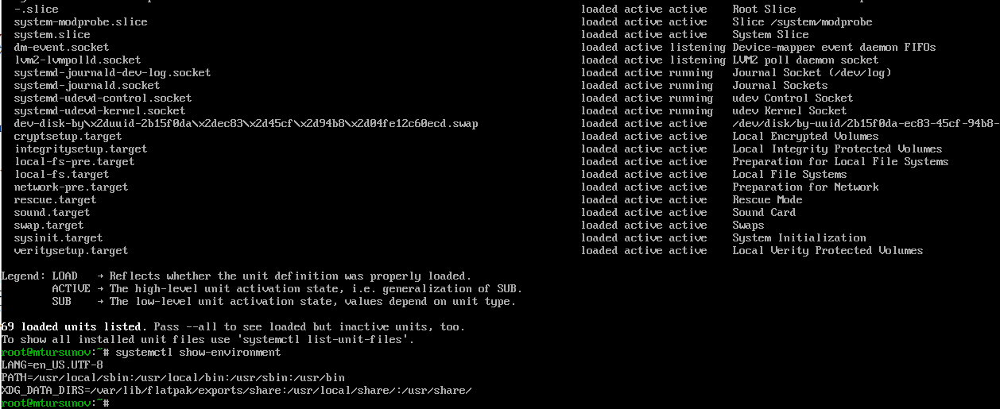 -.slice loaded active active Root Slice
system-modprobe.slice loaded active active Slice /system/modprobe
system.slice loaded active active System Slice
dm-event.socket loaded active listening Device-mapper event daemon FIFOs
lvm2-lvmpolld.socket loaded active listening LVM2 poll daemon socket
systemd-journald-dev-log.socket loaded active running Journal Socket (/dev/log)
systemd-journald.socket loaded active running Journal Sockets
systemd-udevd-control.socket loaded active running udev Control Socket
systemd-udevd-kernel.socket loaded active running udev Kernel Socket
dev-disk-by\x2duuid-2b15f0da\x2dec83\x2d45cf\x2d94b8\x2d04fe12c60ecd.swap loaded active active /dev/disk/by-uuid/2b15f0da-ec83-45cf-94b8-
cryptsetup.target loaded active active Local Encrypted Volumes
integritysetup.target loaded active active Local Integrity Protected Volumes
local-fs-pre.target loaded active active Preparation for Local File Systems
local-fs.target loaded active active Local File Systems
network-pre.target loaded active active Preparation for Network
rescue.target loaded active active Rescue Mode
sound.target loaded active active Sound Card
swap.target loaded active active Swaps
sysinit.target loaded active active System Initialization
veritysetup.target loaded active active Local Verity Protected Volumes
Legend: LOAD → Reflects whether the unit definition was properly loaded.
ACTIVE → The high-level unit activation state, i.e. generalization of SUB.
SUB → The low-level unit activation state, values depend on unit type.
69 loaded units listed. Pass --all to see loaded but inactive units, too.
To show all installed unit files use 'systemctl list-unit-files'.
root@mtursunov:~# systemctl show-environment
LANG=en_US.UTF-8
PATH=/usr/local/sbin:/usr/local/bin:/usr/sbin:/usr/bin
XDG_DATA_DIRS=/var/lib/flatpak/exports/share:/usr/local/share/:/usr/share/
root@mtursunov:~#